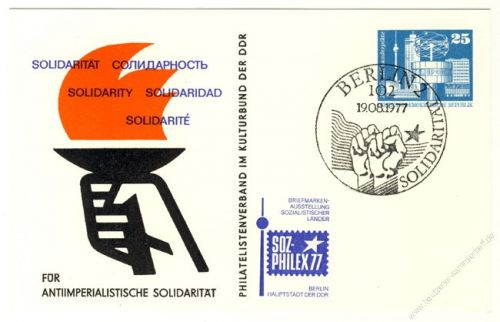 SOLIDARITÄT СОЛИДАРНОСТЬ
SOLIDARITY SOLIDARIDAD
SOLIDARITÉ
FÜR
ANTIIMPERIALISTISCHE SOLIDARITÄT
PHILATELISTENVERBAND IM KULTURBUND DER DDR
BRIEFMARKEN-
AUSSTELLUNG
SOZIALISTISCHER
LÄNDER
SOZ
PHILEX 77
BERLIN
HAUPTSTADT DER DDR
25
BERLIN 2
102
19.08.1977
SOLIDARITÄT